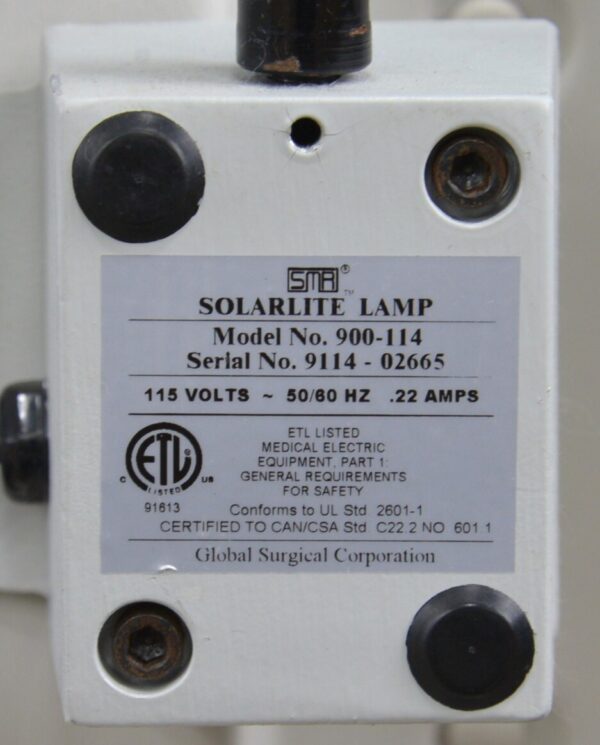 SMR®
™
SOLARLITE LAMP
Model No. 900-114
Serial No. 9114 - 02665
115 VOLTS ~ 50/60 HZ .22 AMPS
ETL LISTED
MEDICAL ELECTRIC
EQUIPMENT, PART 1:
GENERAL REQUIREMENTS
FOR SAFETY
ETL®
C LISTED US
91613
Conforms to UL Std 2601-1
CERTIFIED TO CAN/CSA Std. C22 2 NO 601 1
Global Surgical Corporation